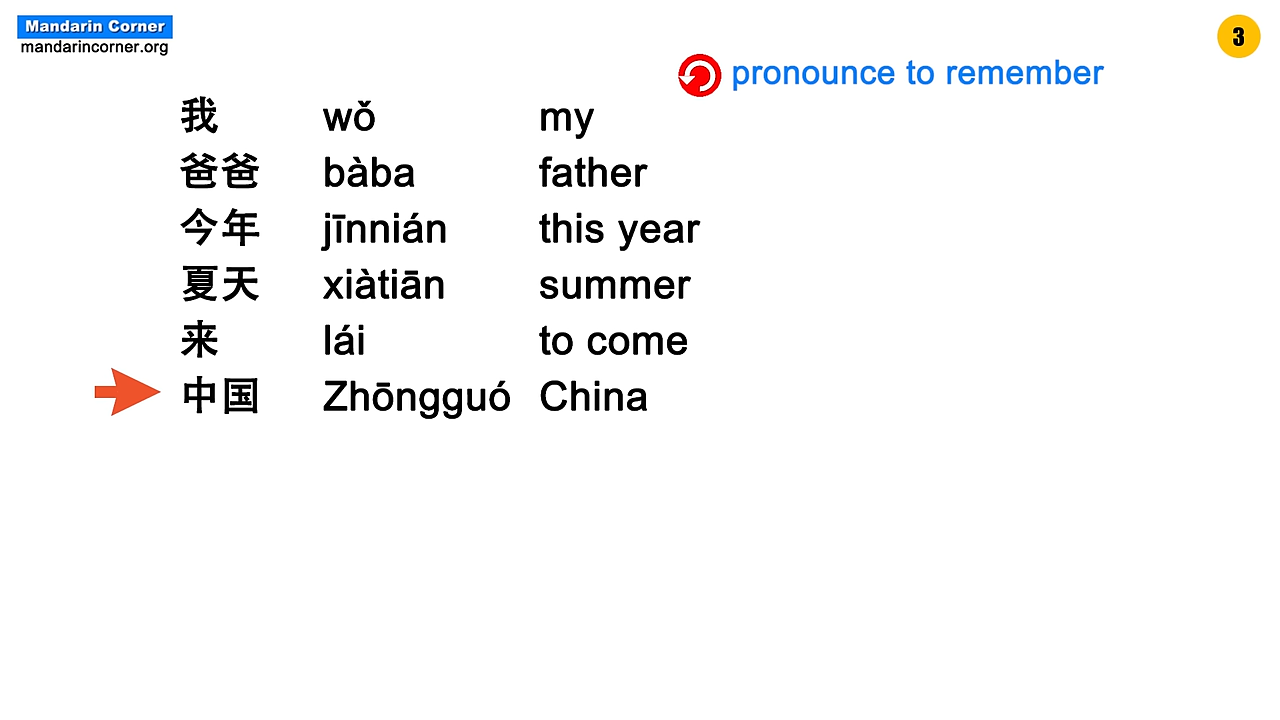 Mandarin Corner
mandarincorner.org
3
pronounce to remember
我 wǒ my
爸爸 bàba father
今年 jīnnián this year
夏天 xiàtiān summer
来 lái to come
中国 Zhōngguó China